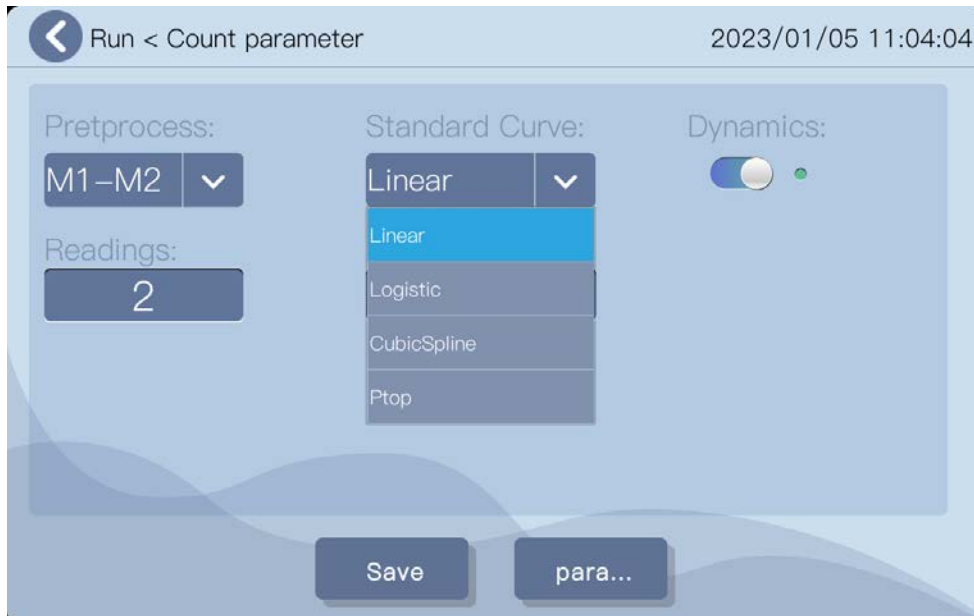 Run < Count parameter
2023/01/05 11:04:04
Pretprocess:
Standard Curve:
Dynamics:
M1-M2
Linear
Linear
Readings:
2
Logistic
CubicSpline
Ptop
Save
para...